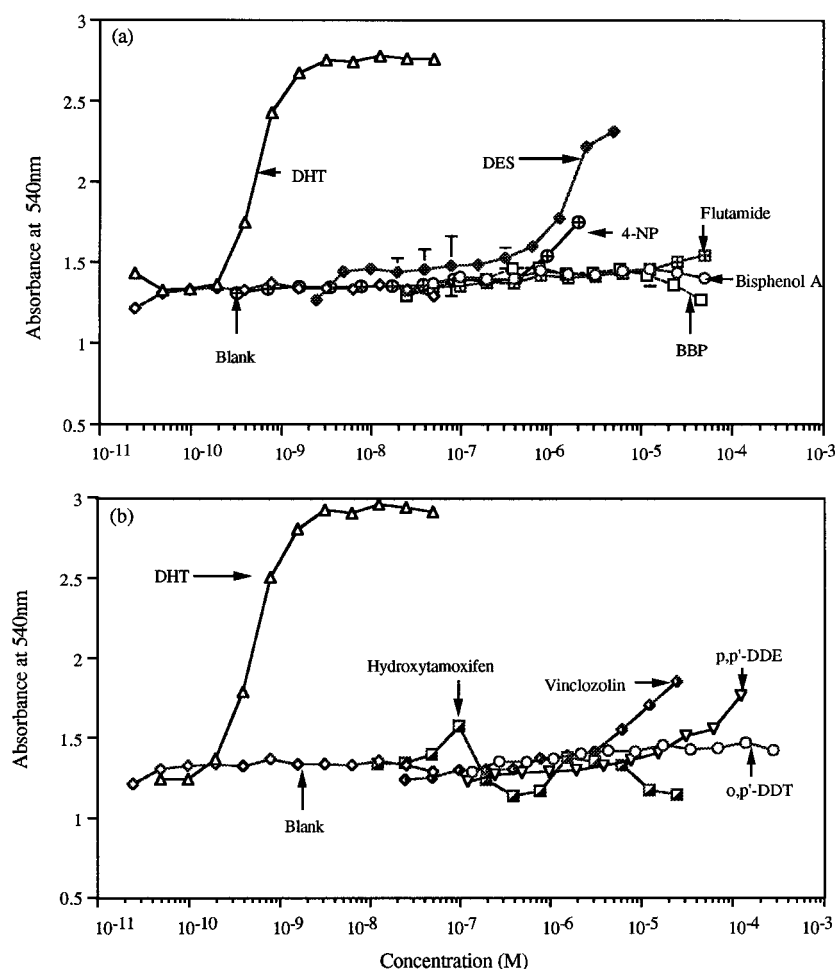 (a)
3
2.5
2
1.5
1
0.5
Absorbance at 540nm
DHT
DES
4-NP
Flutamide
Bisphenol A
BBP
Blank
10-11 10-10 10-9 10-8 10-7 10-6 10-5 10-4 10-3
(b)
3
2.5
2
1.5
1
0.5
Absorbance at 540nm
DHT
Hydroxytamoxifen
Vinclozolin
p,p'-DDE
o,p'-DDT
Blank
10-11 10-10 10-9 10-8 10-7 10-6 10-5 10-4 10-3
Concentration (M)